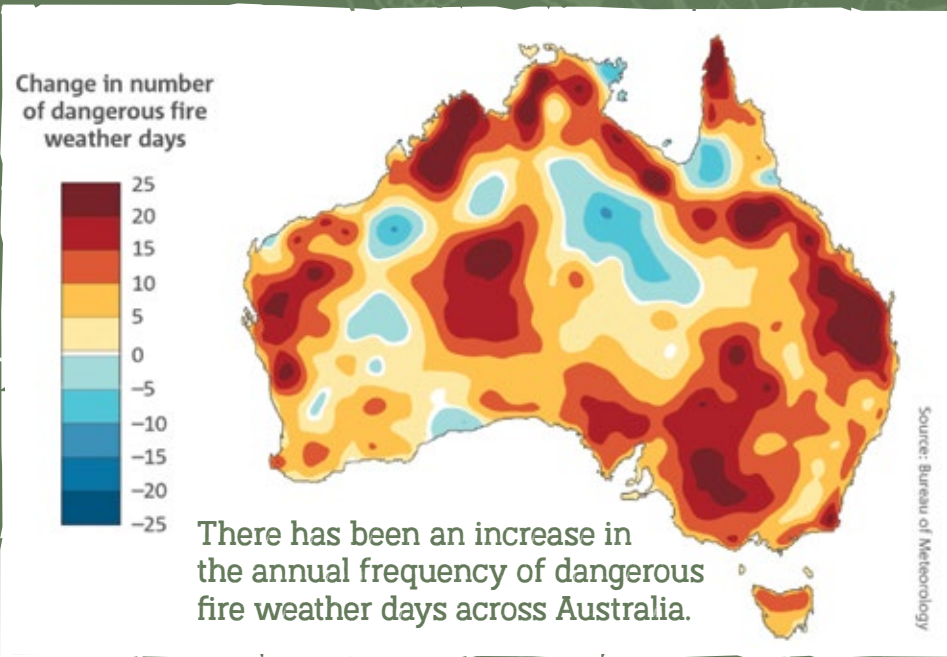 Change in number
of dangerous fire
weather days
25
20
15
10
5
0
−5
−10
−15
−20
−25
There has been an increase in
the annual frequency of dangerous
fire weather days across Australia.
Source: Bureau of Meteorology